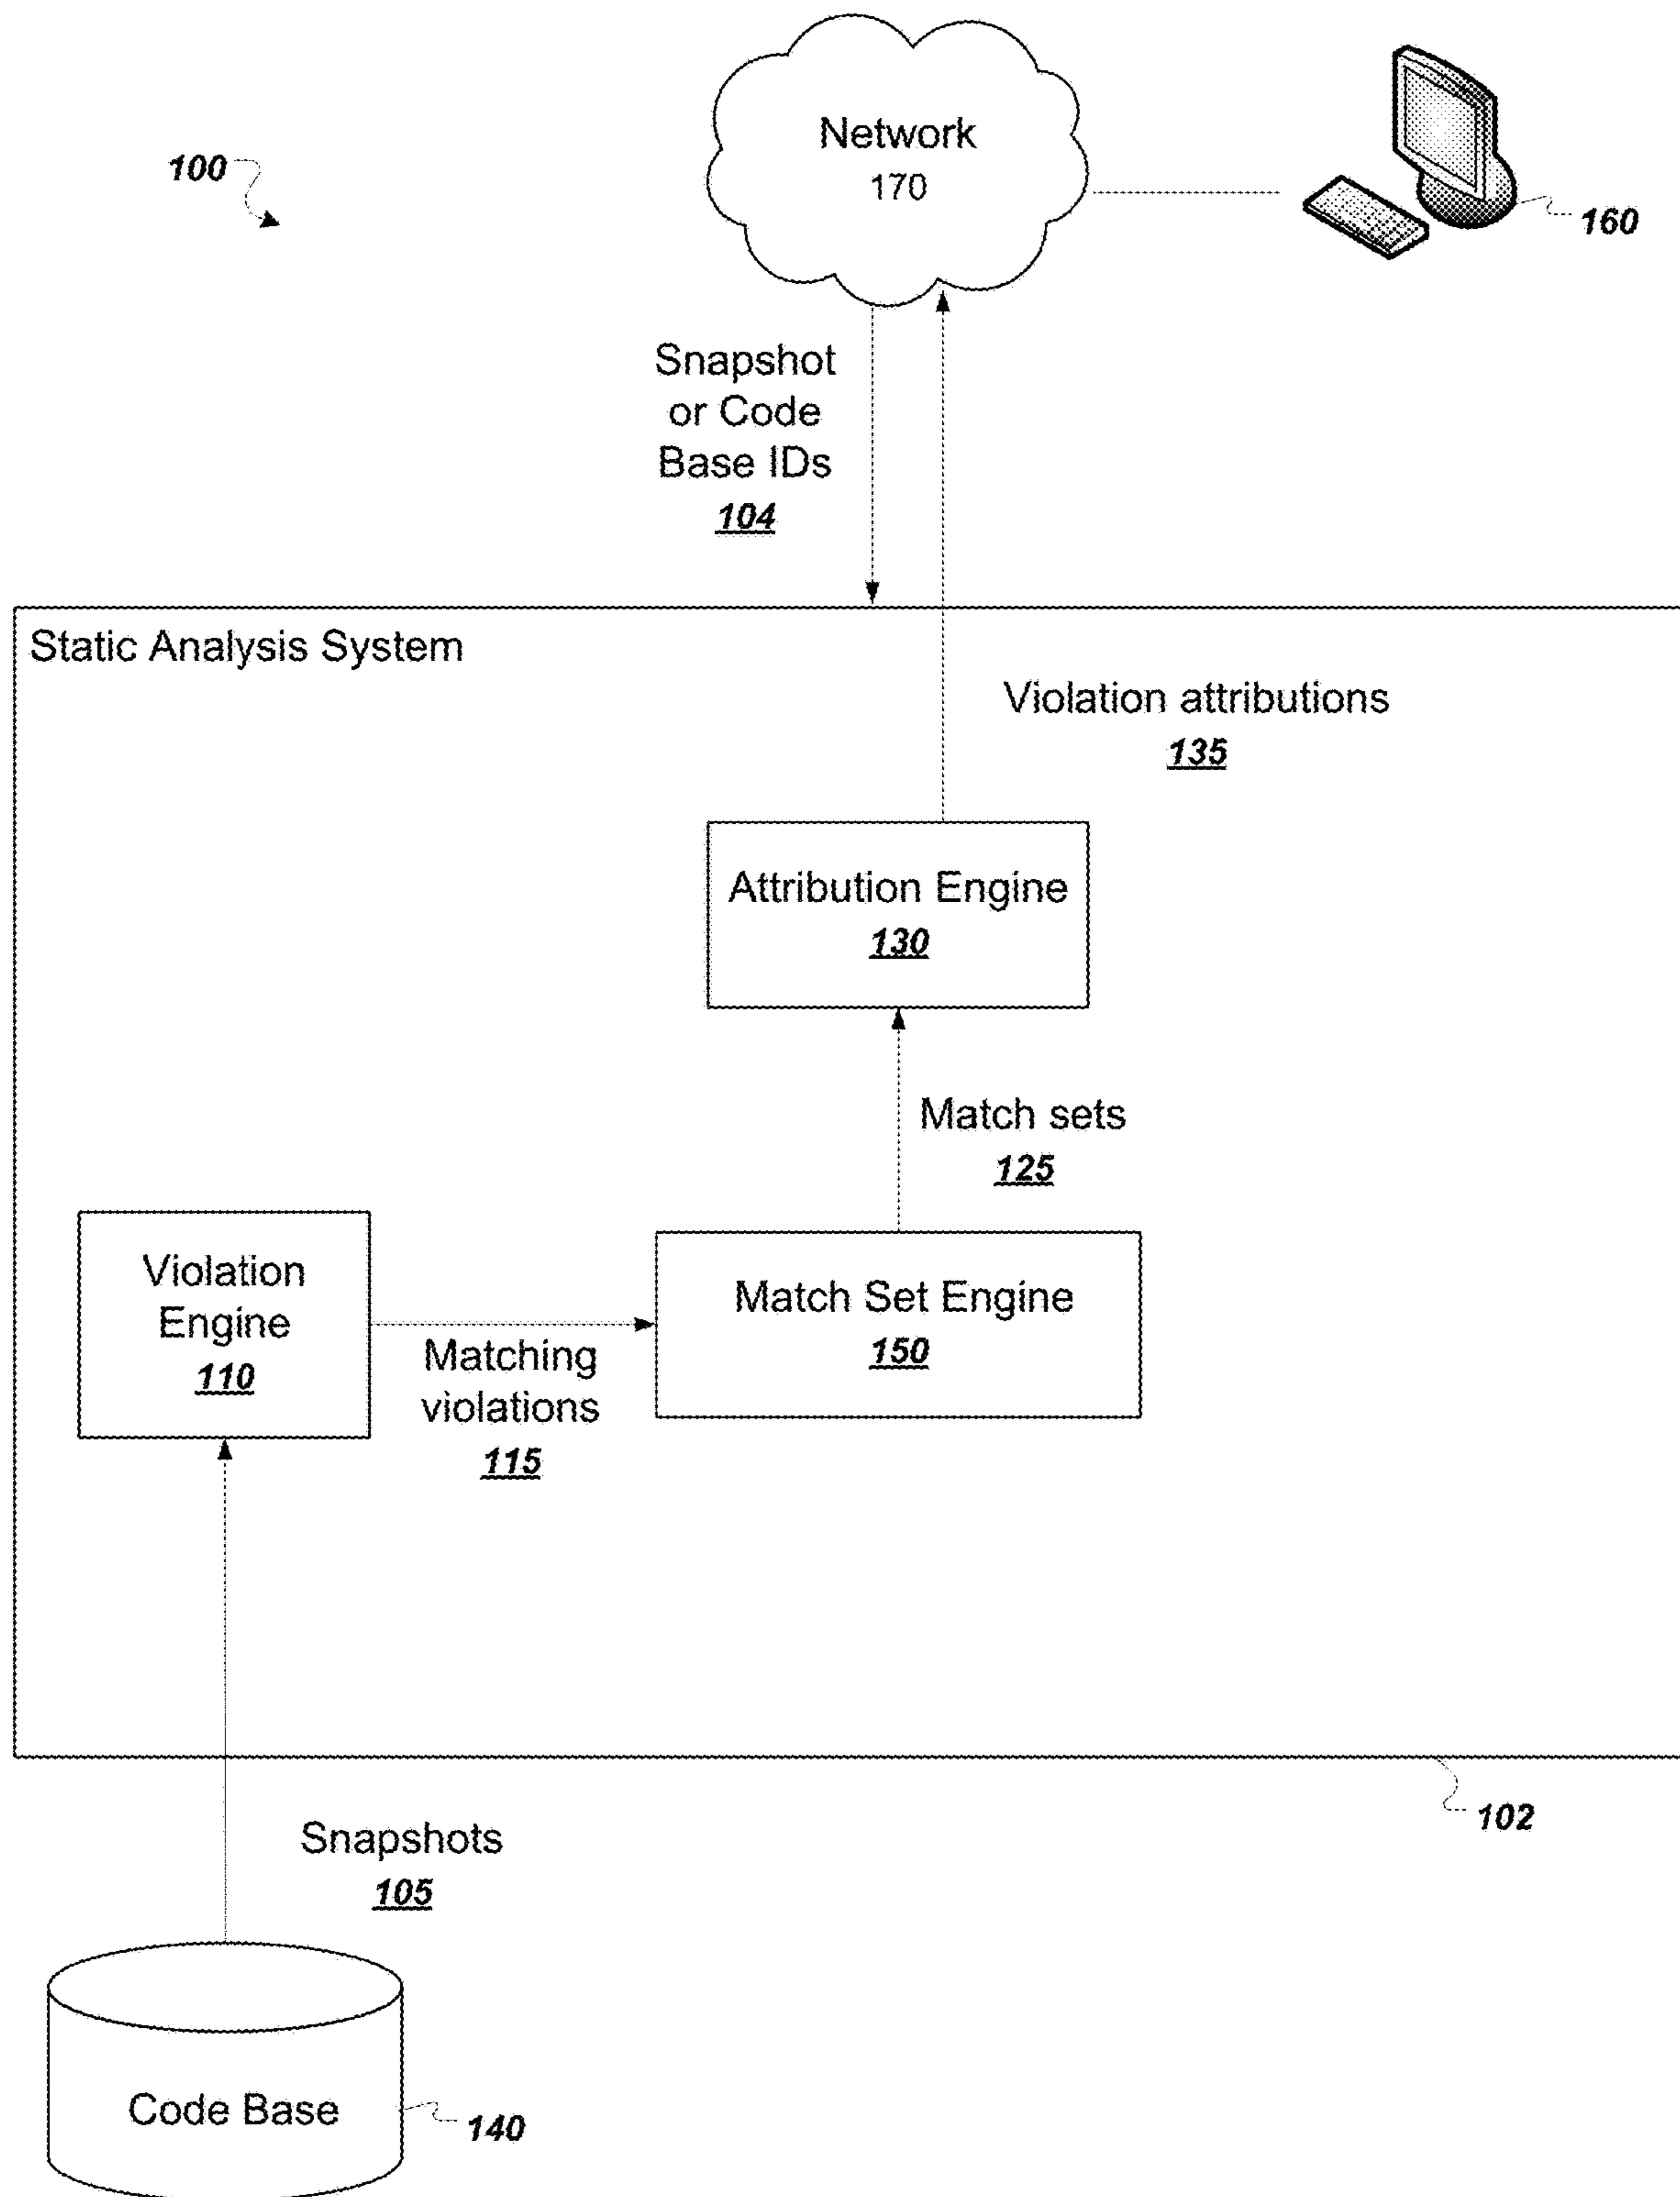 100
Network
170
160
Snapshot
or Code
Base IDs
104
Static Analysis System
Violation attributions
135
Attribution Engine
130
Match sets
125
Violation
Engine
110
Matching
violations
115
Match Set Engine
150
102
Snapshots
105
Code Base
140